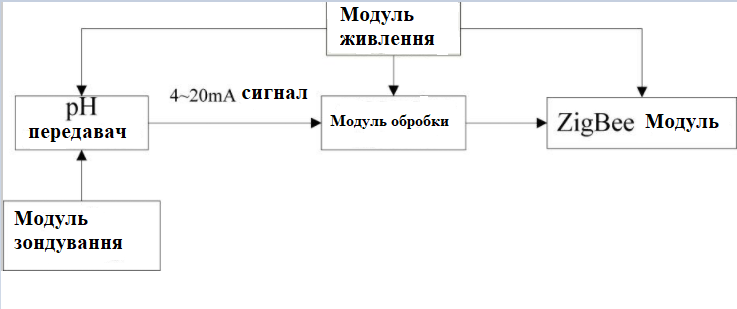 Модуль
живлення
pH
передавач
4~20mA сигнал
Модуль обробки
ZigBee Модуль
Модуль
зондування